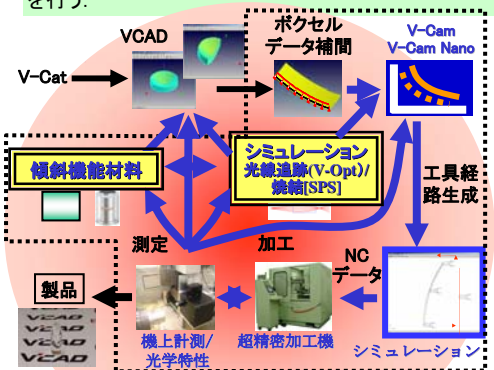 を行う.
VCAD
ボクセル
データ補間
V-Cam
V-Cam Nano
V-Cat
傾斜機能材料
シミュレーション
光線追跡(V-Opt)/
焼結[SPS]
工具経
路生成
測定
加工
NC
データ
製品
機上計測/
光学特性
超精密加工機
シミュレーション
VCAD
VCAD
VCAD